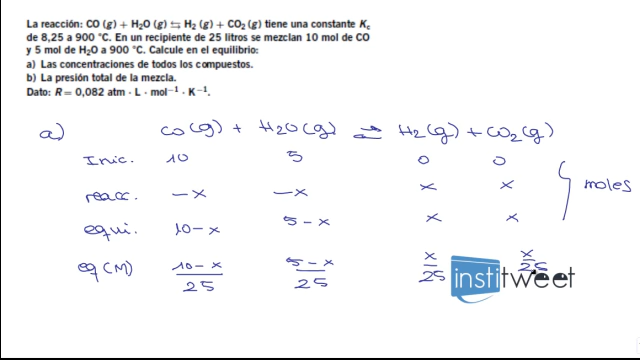 La reacción: CO (g) + H₂O (g) ⇆ H₂ (g) + CO₂ (g) tiene una constante Kc
de 8,25 a 900 °C. En un recipiente de 25 litros se mezclan 10 mol de CO
y 5 mol de H₂O a 900 °C. Calcule en el equilibrio:
a) Las concentraciones de todos los compuestos.
b) La presión total de la mezcla.
Dato: R = 0,082 atm · L · mol⁻¹ · K⁻¹.
a) CO(g) + H₂O(g) ⇌ H₂(g) + CO₂(g)
Inic. 10 5 0 0
reacc. -x -x x x moles
equi. 10-x 5-x x x
eq(M) 10-x/25 5-x/25 x/25 x/25
institweet